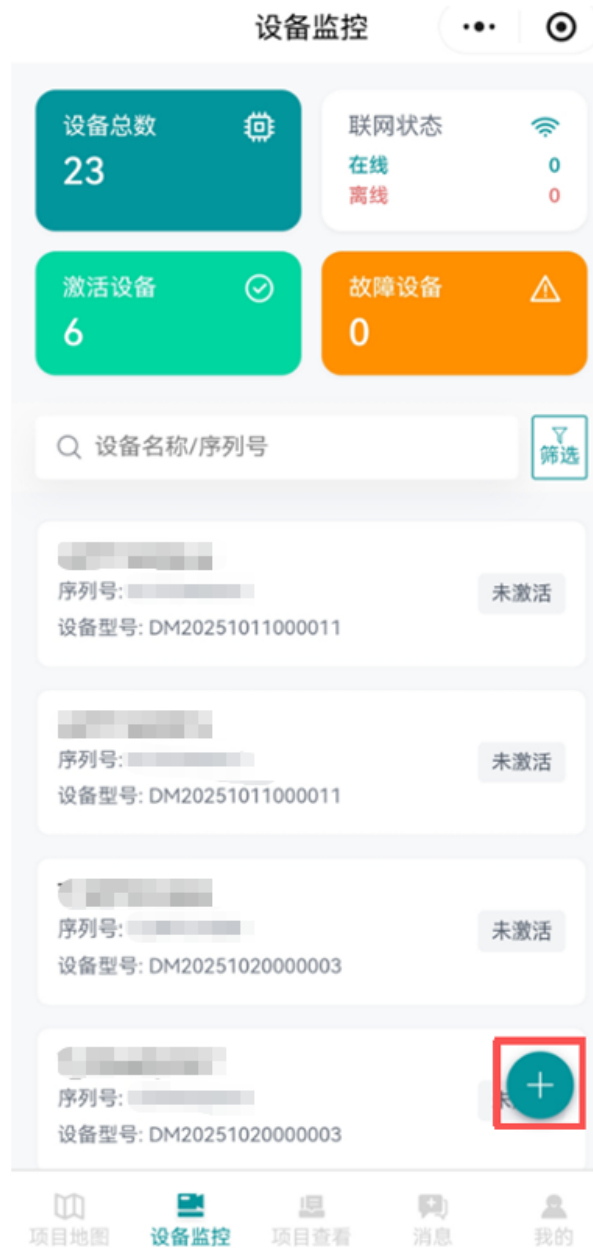 设备监控
设备总数
23
联网状态
在线 0
离线 0
激活设备
6
故障设备
0
设备名称/序列号
筛选
序列号:
未激活
设备型号: DM20251011000011
序列号:
未激活
设备型号: DM20251011000011
序列号:
未激活
设备型号: DM20251020000003
序列号:
设备型号: DM20251020000003
项目地图
设备监控
项目查看
消息
我的